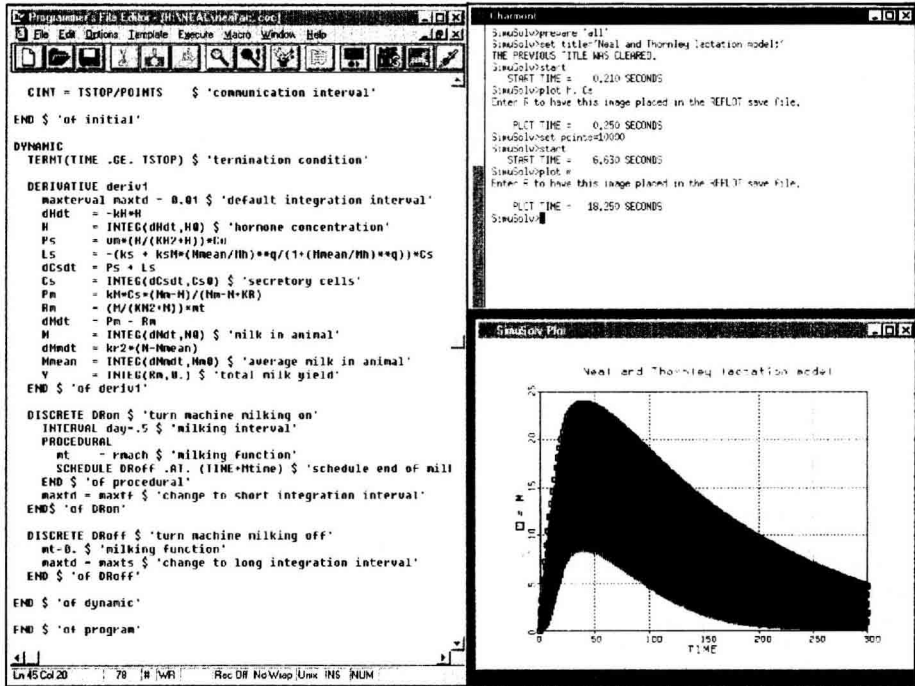 Programmer's File Editor - [H:\NEAL\neal
File Edit Options Template Execute Macro Window Help
CINT = TSTOP/POINTS $ 'communication interval'
END $ 'of initial'
DYNAMIC
TERMT(TIME .GE. TSTOP) $ 'termination condition'
DERIVATIVE deriv1
maxterval maxtd = 0.01 $ 'default integration interval'
dHdt = -kH*H
H = INTEG(dHdt,H0) $ 'hormone concentration'
Ps = um*(H/(KH2+H))*Cu
Ls = -(ks + ksM*(Mmean/Mh)**q/(1+(Mmean/Mh)**q))*Cs
dCsdt = Ps + Ls
Cs = INTEG(dCsdt,Cs0) $ 'secretory cells'
Pm = kM*Cs*(Mm-M)/(Mm-M+KR)
Rm = (M/(KM2+M))*mt
dMdt = Pm - Rm
M = INTEG(dMdt,M0) $ 'milk in animal'
dMmdt = kr2*(M-Mmean)
Mmean = INTEG(dMmdt,Mm0) $ 'average milk in animal'
Y = INTEG(Rm,0.) $ 'total milk yield'
END $ 'of deriv1'
DISCRETE DRon $ 'turn machine milking on'
INTERVAL day=.5 $ 'milking interval'
PROCEDURAL
mt = rmach $ 'milking function'
SCHEDULE DRoff .AT. (TIME+Mtime) $ 'schedule end of mill
END $ 'of procedural'
maxtd = maxtf $ 'change to short integration interval'
END$ 'of DRon'
DISCRETE DRoff $ 'turn machine milking off'
mt=0. $ 'milking function'
maxtd = maxts $ 'change to long integration interval'
END $ 'of DRoff'
END $ 'of dynamic'
END $ 'of program'
Ln 45 Col 20 78 # WR Rec Off No Wrap Unix INS NUM
Charmont
SimuSolv>prepare 'all'
SimuSolv>set title='Neal and Thornley lactation model:'
THE PREVIOUS TITLE WAS CLEARED.
SimuSolv>start
START TIME = 0.210 SECONDS
SimuSolv>plot h, Cs
Enter R to have this image placed in the REPLOT save file.
PLOT TIME = 0.250 SECONDS
SimuSolv>set points=10000
SimuSolv>start
START TIME = 6.630 SECONDS
SimuSolv>plot m
Enter R to have this image placed in the REPLOT save file.
PLOT TIME = 18.250 SECONDS
SimuSolv>
SimuSolv Plot
Neal and Thornley lactation model
25
20
15
10
5
0
□ = M
0 50 100 150 200 250 300
TIME